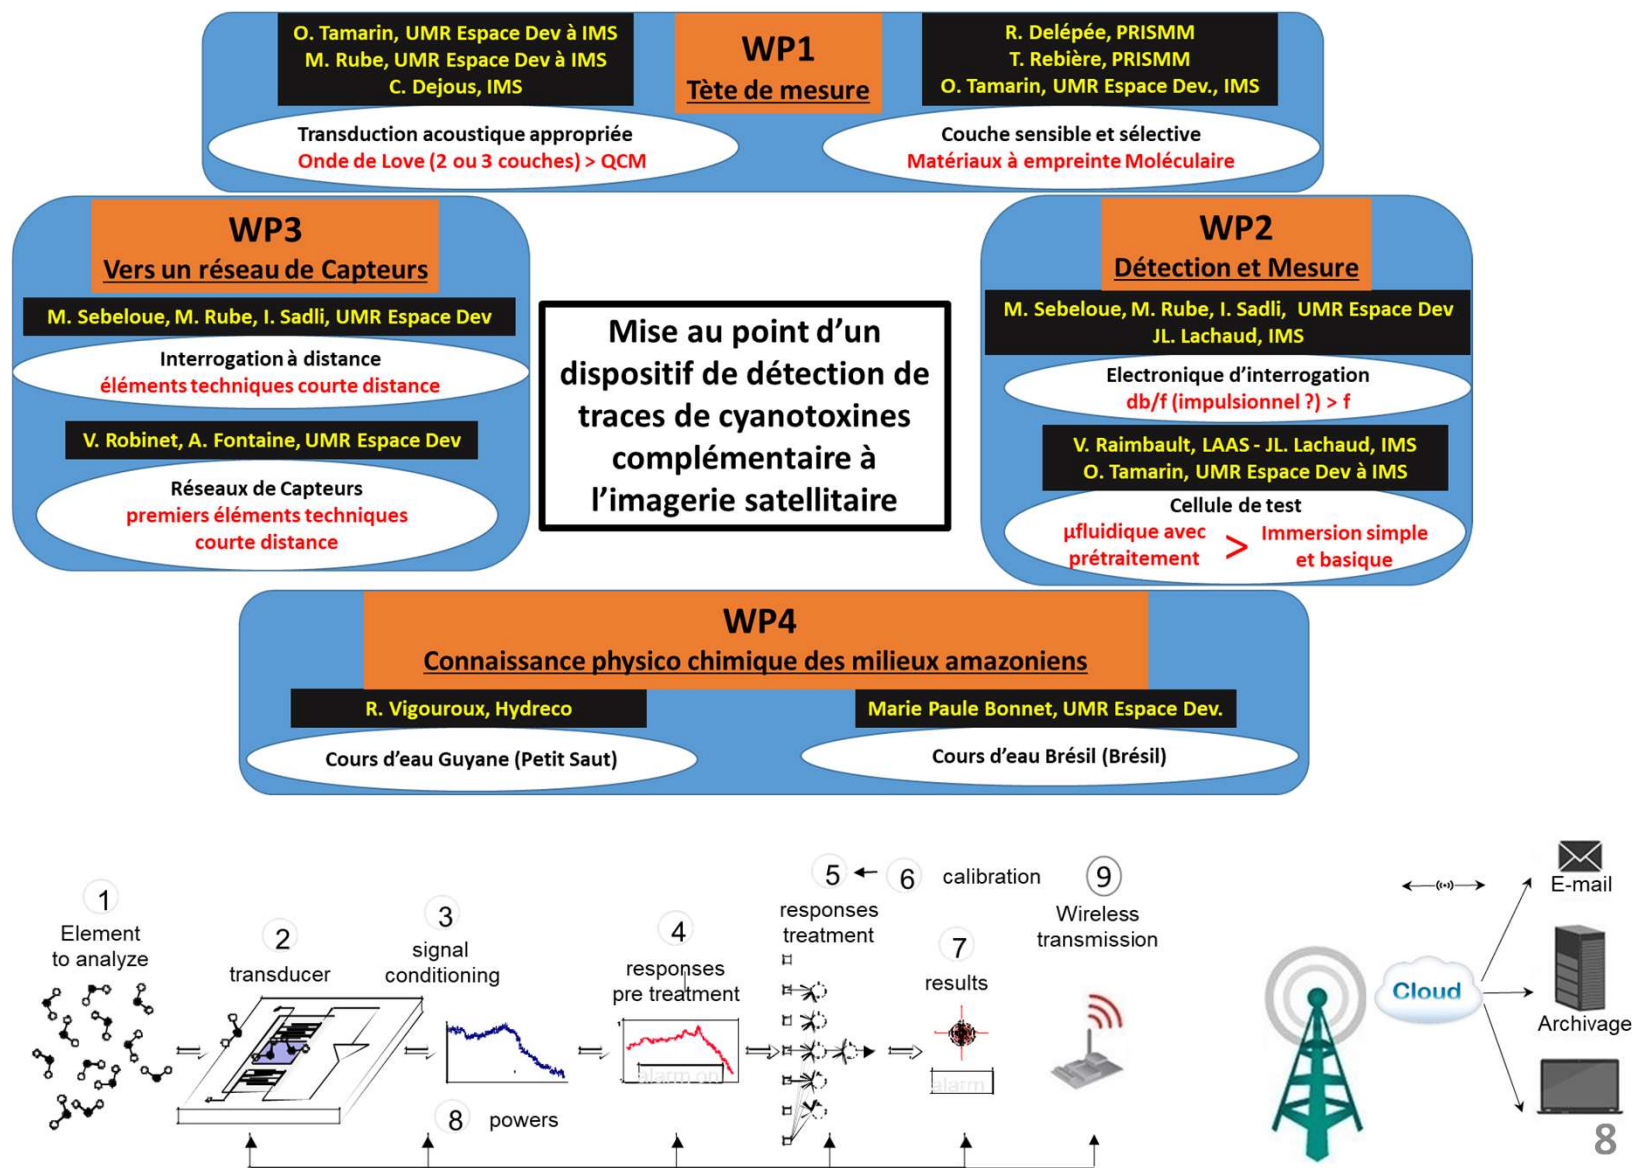 O. Tamarin, UMR Espace Dev à IMS
M. Rube, UMR Espace Dev à IMS
C. Dejous, IMS
WP1
Tète de mesure
R. Delépée, PRISMM
T. Rebière, PRISMM
O. Tamarin, UMR Espace Dev., IMS
Transduction acoustique appropriée
Onde de Love (2 ou 3 couches) > QCM
Couche sensible et sélective
Matériaux à empreinte Moléculaire
WP3
Vers un réseau de Capteurs
M. Sebeloue, M. Rube, I. Sadli, UMR Espace Dev
Interrogation à distance
éléments techniques courte distance
V. Robinet, A. Fontaine, UMR Espace Dev
Réseaux de Capteurs
premiers éléments techniques
courte distance
Mise au point d’un
dispositif de détection de
traces de cyanotoxines
complémentaire à
l’imagerie satellitaire
WP2
Détection et Mesure
M. Sebeloue, M. Rube, I. Sadli, UMR Espace Dev
JL. Lachaud, IMS
Electronique d’interrogation
db/f (impulsionnel ?) > f
V. Raimbault, LAAS - JL. Lachaud, IMS
O. Tamarin, UMR Espace Dev à IMS
Cellule de test
µfluidique avec
prétraitement
>
Immersion simple
et basique
WP4
Connaissance physico chimique des milieux amazoniens
R. Vigouroux, Hydreco
Marie Paule Bonnet, UMR Espace Dev.
Cours d’eau Guyane (Petit Saut)
Cours d’eau Brésil (Brésil)
1
Element
to analyze
2
transducer
3
signal
conditioning
4
responses
pre treatment
alarm on
5
6
calibration
responses
treatment
7
results
alarm
8
powers
9
Wireless
transmission
Cloud
E-mail
Archivage
8